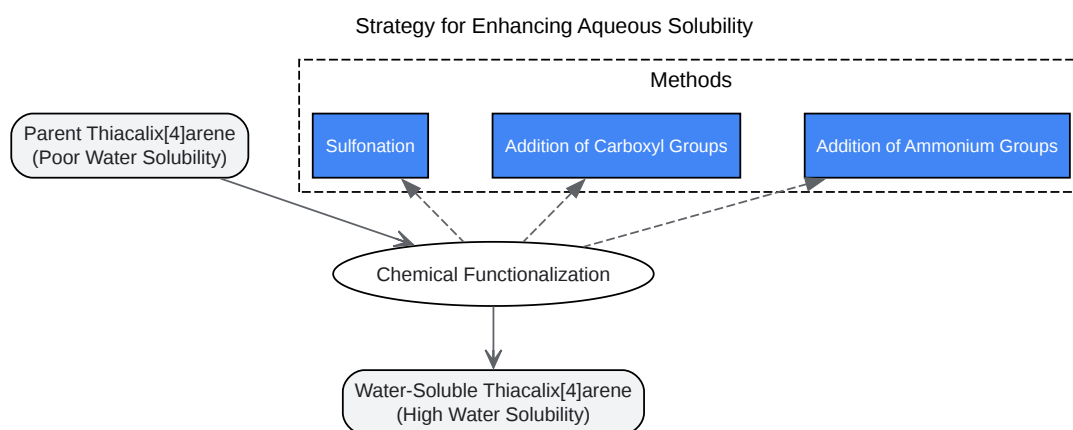 Strategy for Enhancing Aqueous Solubility
Methods
Parent Thiacalix[4]arene
(Poor Water Solubility)
Sulfonation
Addition of Carboxyl Groups
Addition of Ammonium Groups
Chemical Functionalization
Water-Soluble Thiacalix[4]arene
(High Water Solubility)